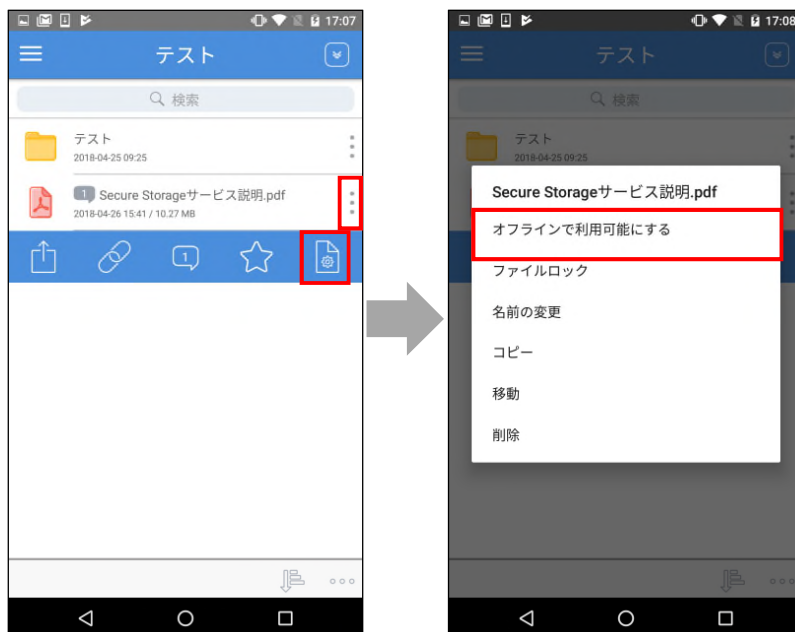 17:07
テスト
検索
テスト
2018-04-25 09:25
1 Secure Storageサービス説明.pdf
2018-04-26 15:41 / 10.27 MB
1
17:08
テスト
検索
テスト
2018-04-25 09:25
Secure Storageサービス説明.pdf
オフラインで利用可能にする
ファイルロック
名前の変更
コピー
移動
削除